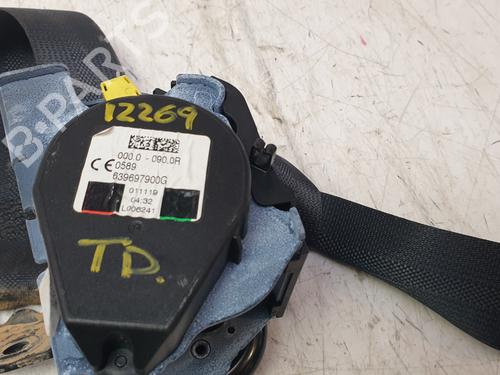 B-PARTS
12269
000.0 - 090.0R
CE 0589
639697900G
011119
04:32
L006241
TD.